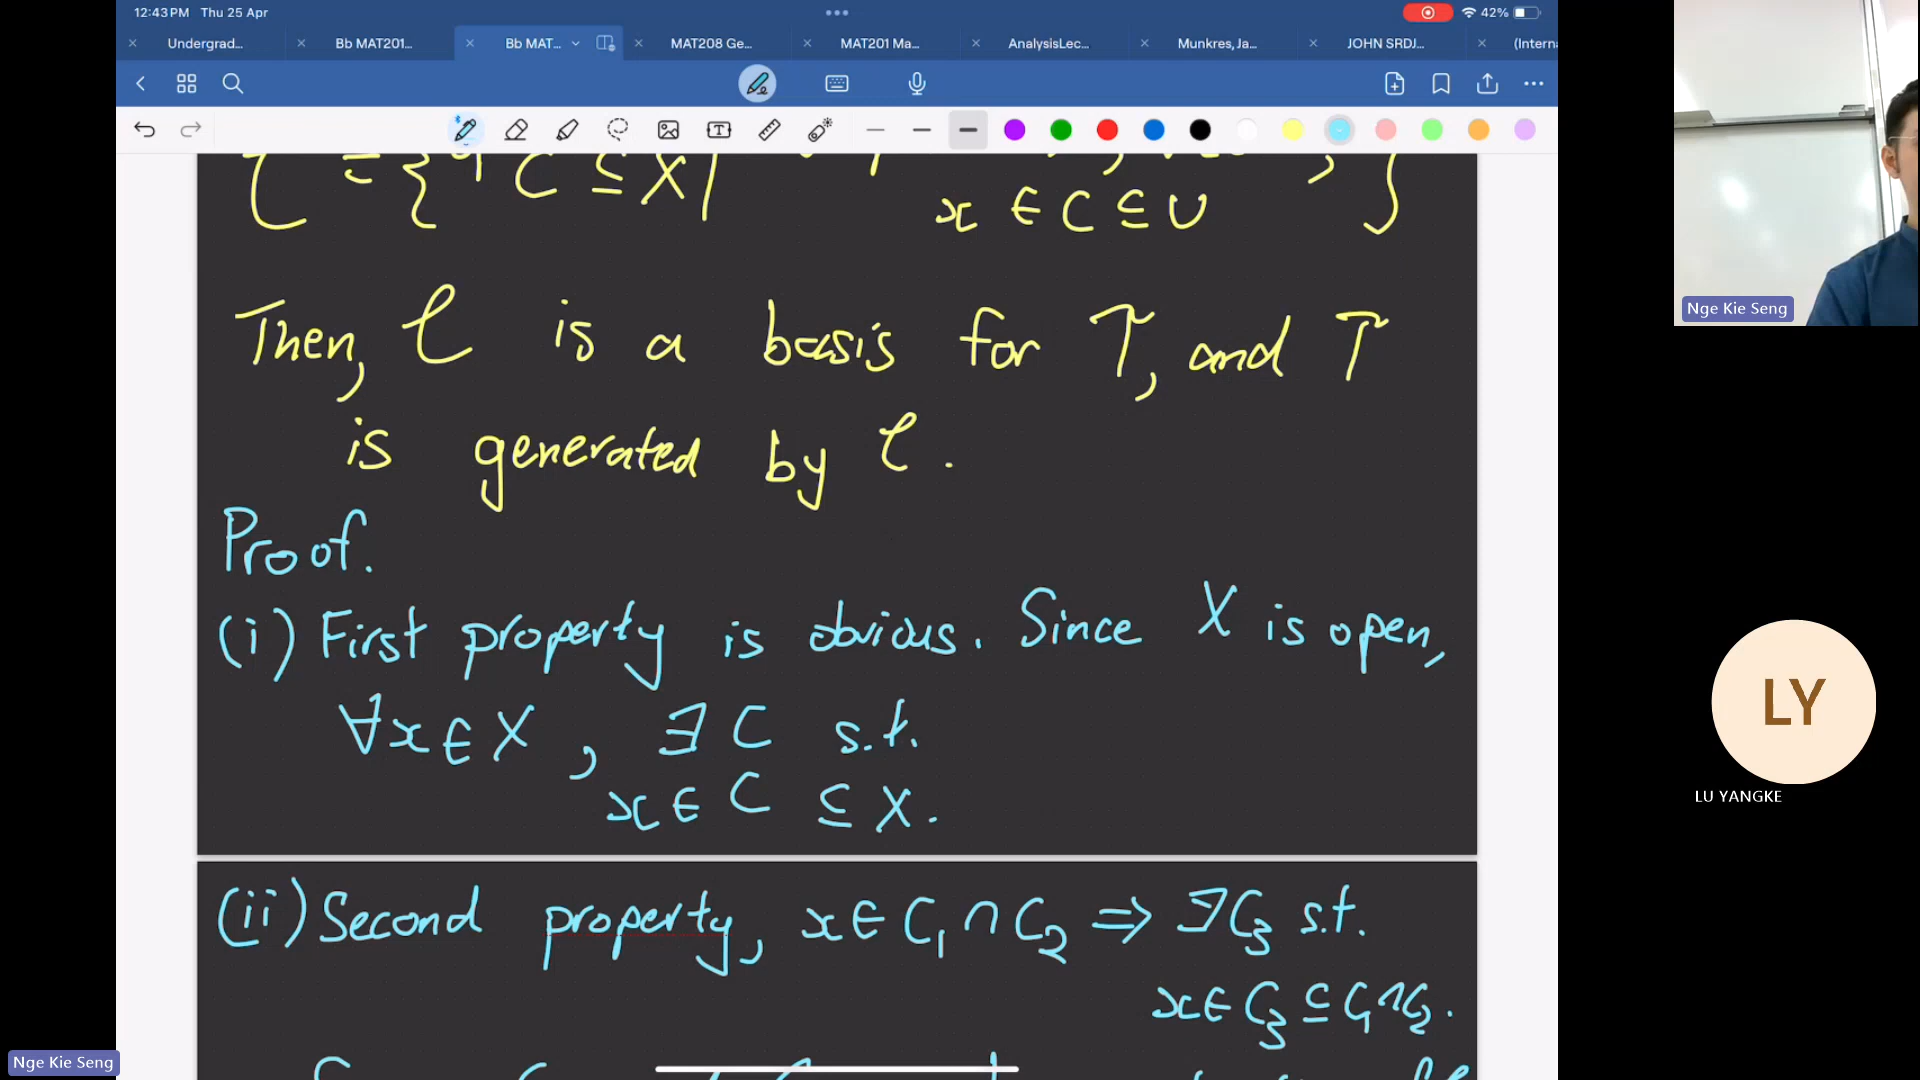 12:43 PM Thu 25 Apr
42%
Undergrad... Bb MAT201... Bb MAT... MAT208 Ge... MAT201 Ma... AnalysisLec... Munkres, Ja... JOHN SRDJ... (Intern
= { C ⊆ X |
x ∈ C ⊆ U }
Then, C is a basis for T, and T
is generated by C.
Proof.
(i) First property is obvious. Since X is open,
∀x ∈ X, ∃ C s.t.
x ∈ C ⊆ X.
(ii) Second property, x ∈ C₁ ∩ C₂ ⇒ ∃C₃ s.t.
x ∈ C₃ ⊆ C₁ ∩ C₂.
Nge Kie Seng
LY
LU YANGKE
Nge Kie Seng